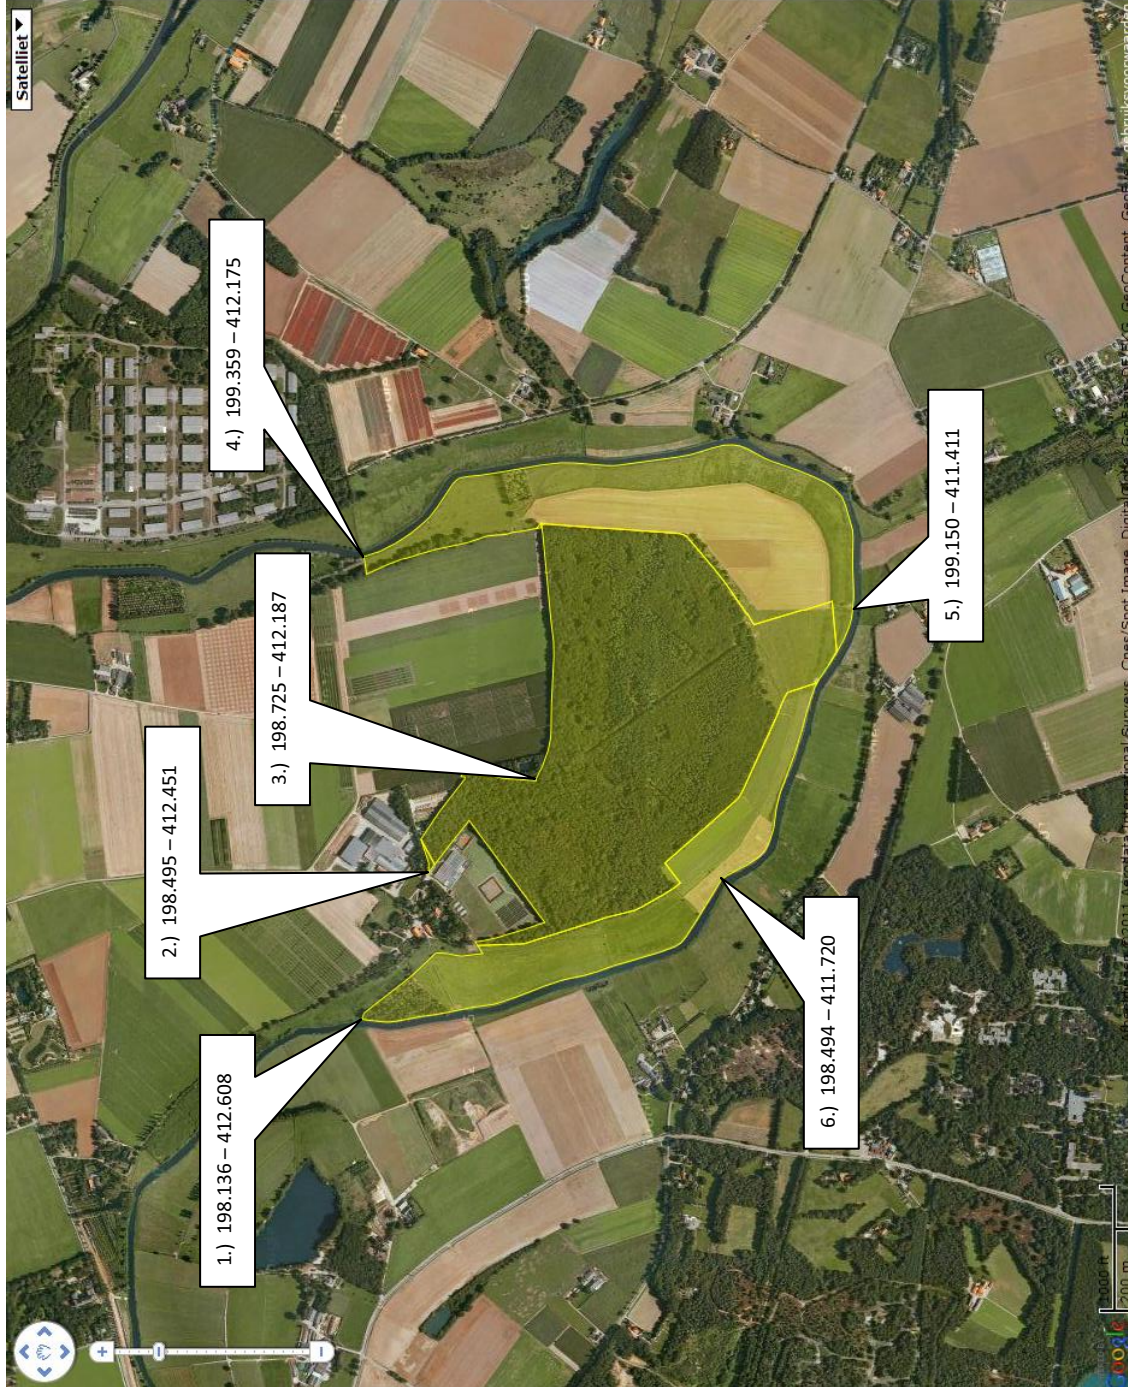 Satelliet
1.) 198.136 – 412.608
2.) 198.495 – 412.451
3.) 198.725 – 412.187
4.) 199.359 – 412.175
5.) 199.150 – 411.411
6.) 198.494 – 411.720
1000 ft
200 m
Google